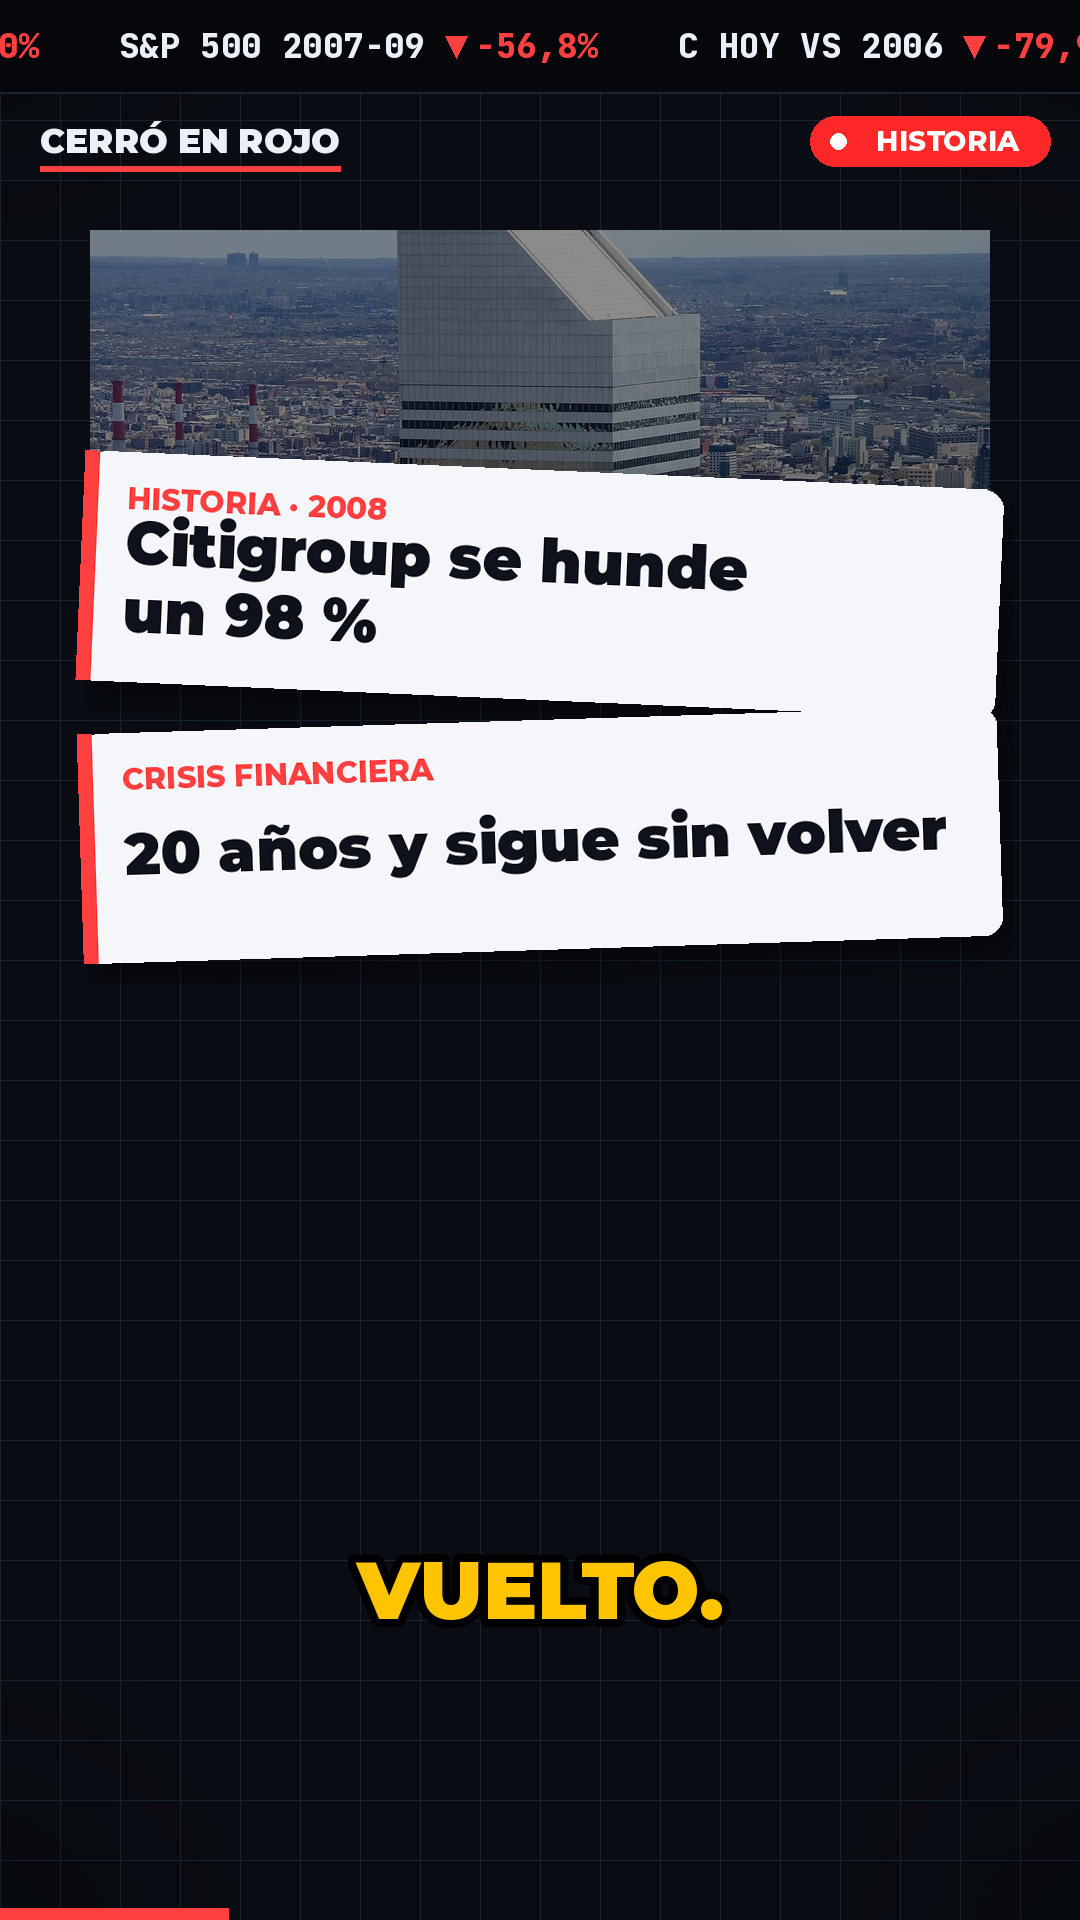 0% S&P 500 2007-09 ▼-56,8% C HOY VS 2006 ▼-79,
CERRÓ EN ROJO
HISTORIA
HISTORIA • 2008
Citigroup se hunde
un 98 %
CRISIS FINANCIERA
20 años y sigue sin volver
VUELTO.